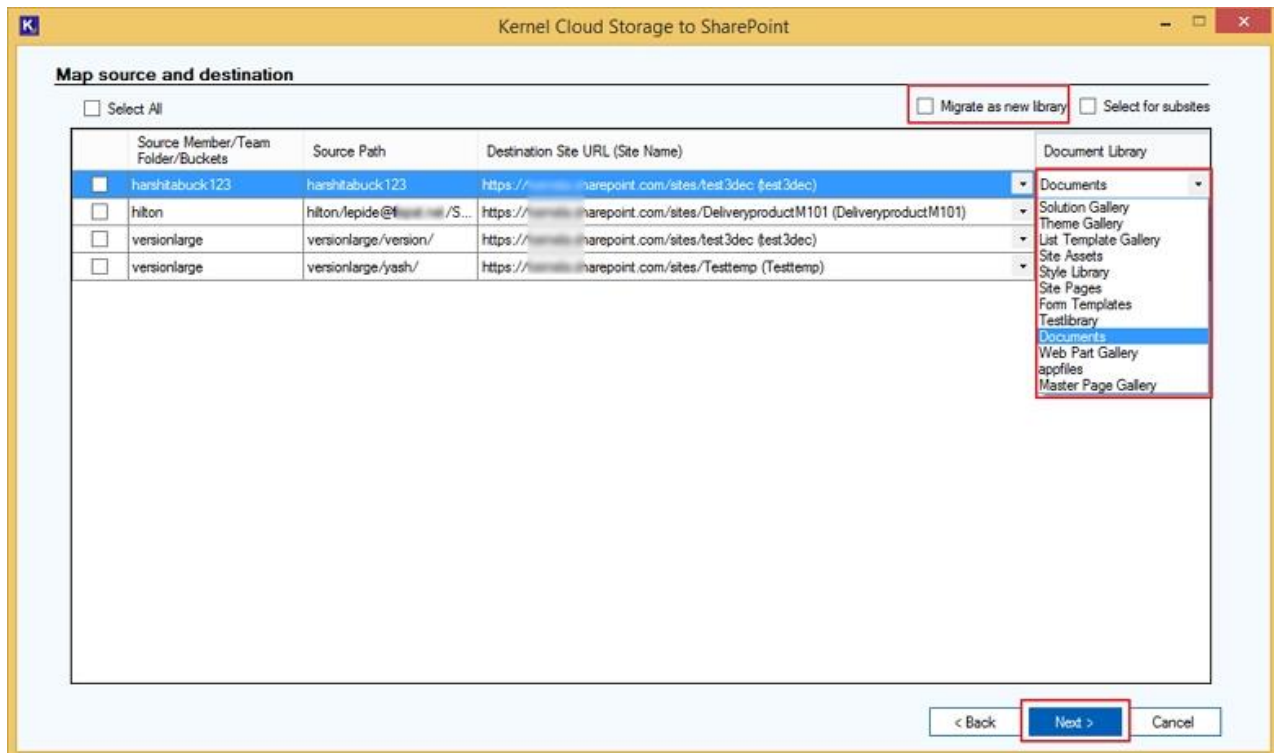 K
Kernel Cloud Storage to SharePoint
Map source and destination
Select All
Migrate as new library
Select for subsites
Source Member/Team Folder/Buckets
Source Path
Destination Site URL (Site Name)
Document Library
harshitabuck123 harshitabuck123 https:// harepoint.com/sites/test3dec (test3dec) Documents
hilton hilton/lepide@ /S... https:// harepoint.com/sites/DeliveryproductM101 (DeliveryproductM101)
versionlarge versionlarge/version/ https:// harepoint.com/sites/test3dec (test3dec)
versionlarge versionlarge/yash/ https:// harepoint.com/sites/Testtemp (Testtemp)
Solution Gallery
Theme Gallery
List Template Gallery
Site Assets
Style Library
Site Pages
Form Templates
Testlibrary
Documents
Web Part Gallery
appfiles
Master Page Gallery
< Back
Next >
Cancel